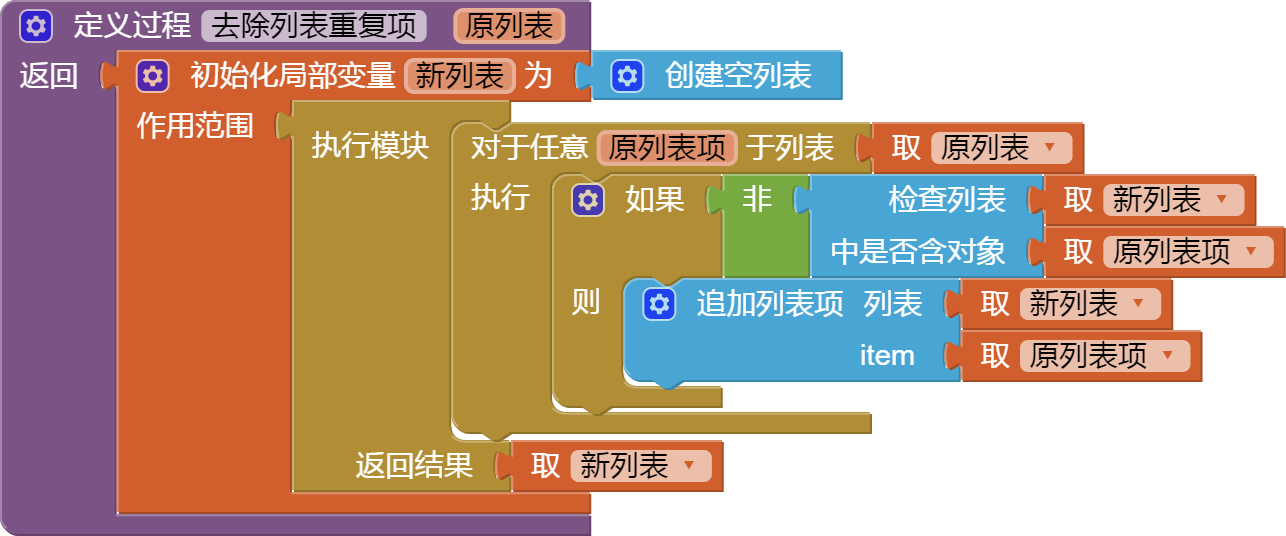 定义过程 去除列表重复项 原列表
返回 初始化局部变量 新列表 为 创建空列表
作用范围 执行模块 对于任意 原列表项 于列表 取 原列表
执行 如果 非 检查列表 取 新列表
中是否含对象 取 原列表项
则 追加列表项 列表 取 新列表
item 取 原列表项
返回结果 取 新列表